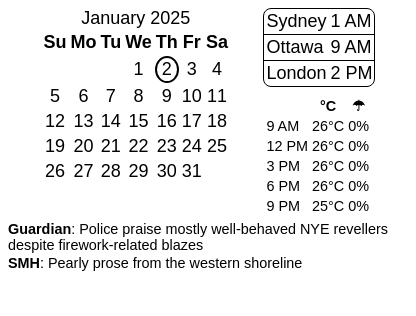 January 2025
Su Mo Tu We Th Fr Sa
1 2 3 4
5 6 7 8 9 10 11
12 13 14 15 16 17 18
19 20 21 22 23 24 25
26 27 28 29 30 31
Sydney 1 AM
Ottawa 9 AM
London 2 PM
°C ☂
9 AM 26°C 0%
12 PM 26°C 0%
3 PM 26°C 0%
6 PM 26°C 0%
9 PM 25°C 0%
Guardian: Police praise mostly well-behaved NYE revellers
despite firework-related blazes
SMH: Pearly prose from the western shoreline